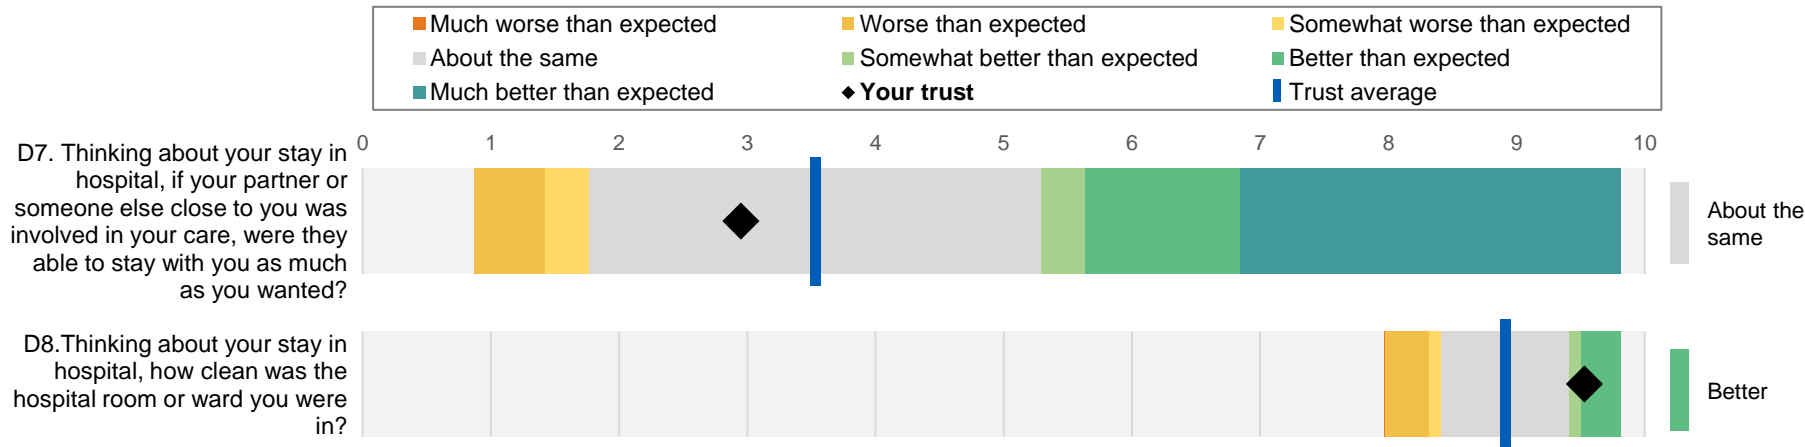 Much worse than expected
Worse than expected
Somewhat worse than expected
About the same
Somewhat better than expected
Better than expected
Much better than expected
Your trust
Trust average
0 1 2 3 4 5 6 7 8 9 10
D7. Thinking about your stay in
hospital, if your partner or
someone else close to you was
involved in your care, were they
able to stay with you as much
as you wanted?
About the
same
D8.Thinking about your stay in
hospital, how clean was the
hospital room or ward you were
in?
Better